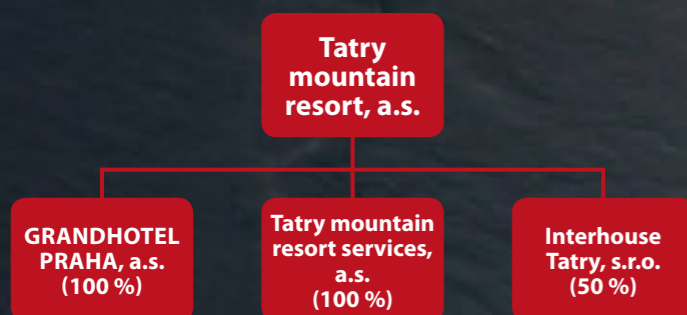 Tatry
mountain
resort, a.s.
GRANDHOTEL
PRAHA, a.s.
(100 %)
Tatry mountain
resort services,
a.s.
(100 %)
Interhouse
Tatry, s.r.o.
(50 %)